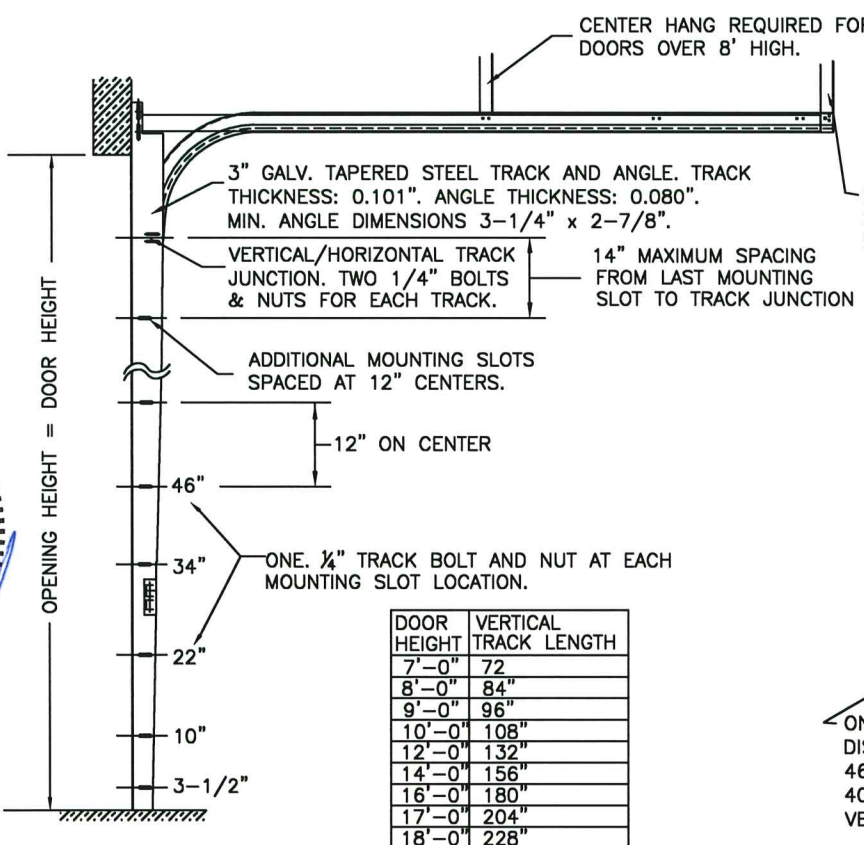 CENTER HANG REQUIRED FO
DOORS OVER 8' HIGH.
3" GALV. TAPERED STEEL TRACK AND ANGLE. TRACK
THICKNESS: 0.101". ANGLE THICKNESS: 0.080".
MIN. ANGLE DIMENSIONS 3-1/4" x 2-7/8".
VERTICAL/HORIZONTAL TRACK
JUNCTION. TWO 1/4" BOLTS
& NUTS FOR EACH TRACK.
14" MAXIMUM SPACING
FROM LAST MOUNTING
SLOT TO TRACK JUNCTION
ADDITIONAL MOUNTING SLOTS
SPACED AT 12" CENTERS.
12" ON CENTER
OPENING HEIGHT = DOOR HEIGHT
46"
34"
22"
10"
3-1/2"
ONE. ¼" TRACK BOLT AND NUT AT EACH
MOUNTING SLOT LOCATION.
DOOR HEIGHT VERTICAL TRACK LENGTH
7'-0" 72
8'-0" 84"
9'-0" 96"
10'-0" 108"
12'-0" 132"
14'-0" 156"
16'-0" 180"
17'-0" 204"
18'-0" 228"
ON
DIS
46
40
VE